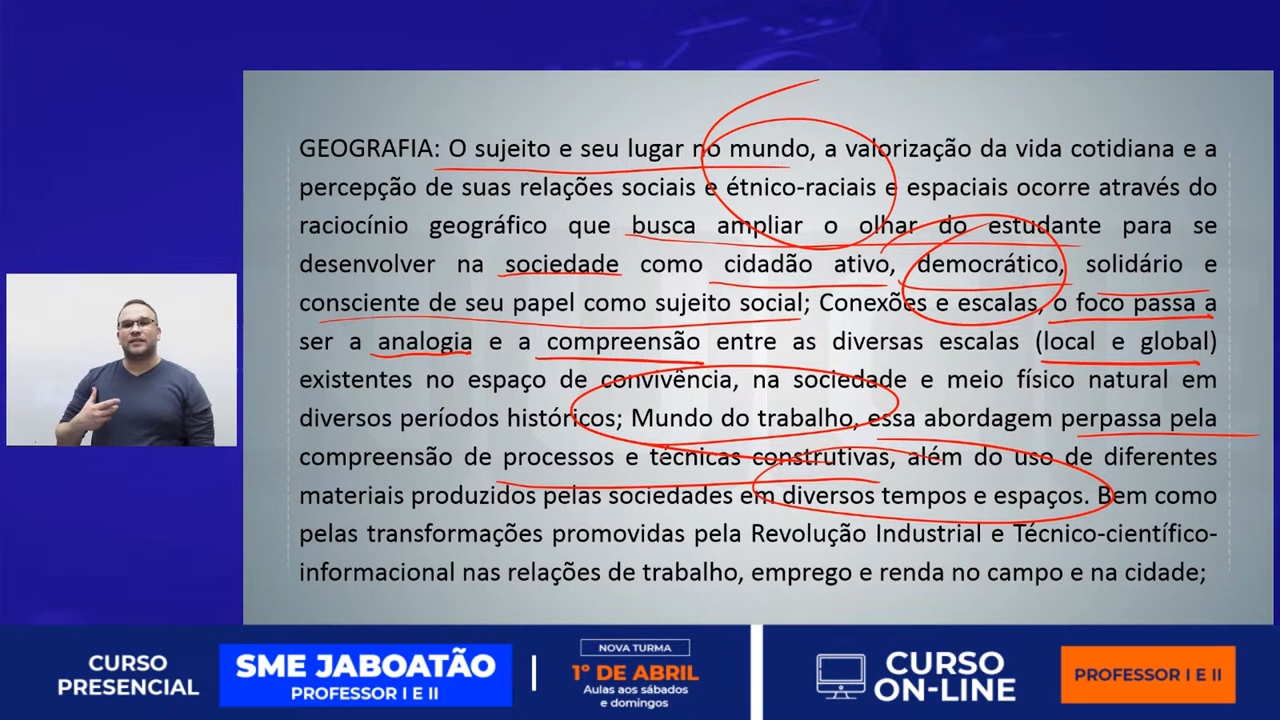 GEOGRAFIA: O sujeito e seu lugar no mundo, a valorização da vida cotidiana e a
percepção de suas relações sociais e étnico-raciais e espaciais ocorre através do
raciocínio geográfico que busca ampliar o olhar do estudante para se
desenvolver na sociedade como cidadão ativo, democrático, solidário e
consciente de seu papel como sujeito social; Conexões e escalas, o foco passa a
ser a analogia e a compreensão entre as diversas escalas (local e global)
existentes no espaço de convivência, na sociedade e meio físico natural em
diversos períodos históricos; Mundo do trabalho, essa abordagem perpassa pela
compreensão de processos e técnicas construtivas, além do uso de diferentes
materiais produzidos pelas sociedades em diversos tempos e espaços. Bem como
pelas transformações promovidas pela Revolução Industrial e Técnico-científico-
informacional nas relações de trabalho, emprego e renda no campo e na cidade;
CURSO
PRESENCIAL
SME JABOATÃO
PROFESSOR I E II
NOVA TURMA
1º DE ABRIL
Aulas aos sábados
e domingos
CURSO
ON-LINE
PROFESSOR I E II